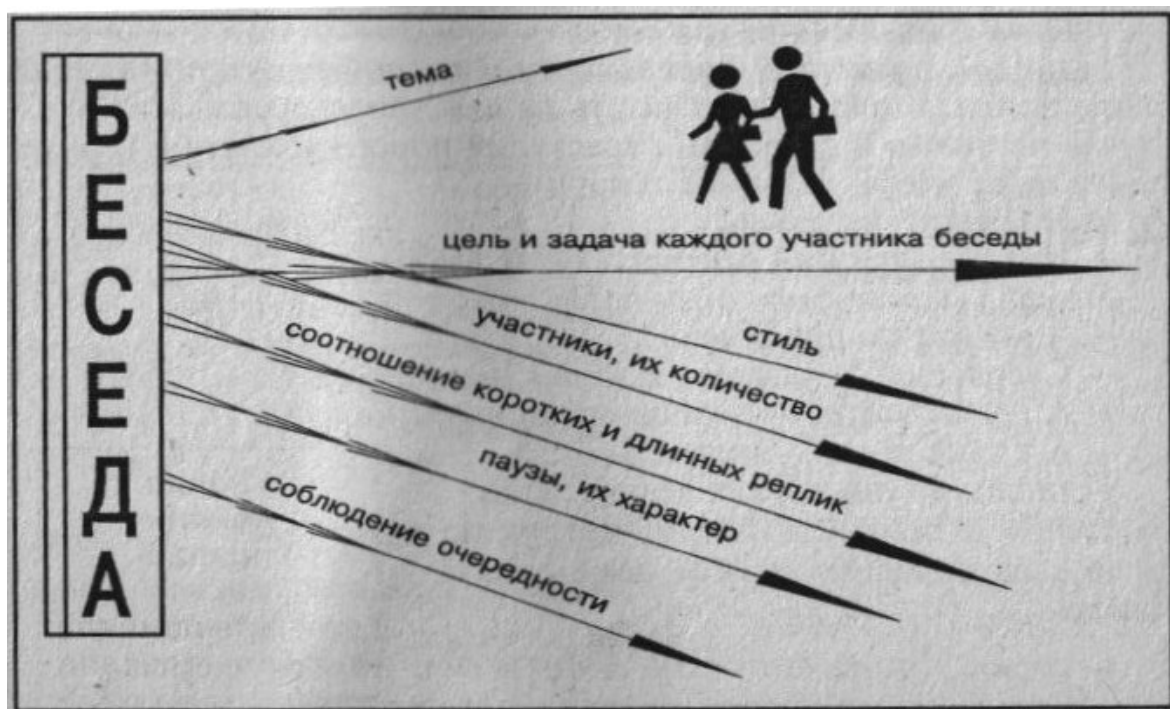 БЕСЕДА
тема
цель и задача каждого участника беседы
стиль
участники, их количество
соотношение коротких и длинных реплик
паузы, их характер
соблюдение очередности